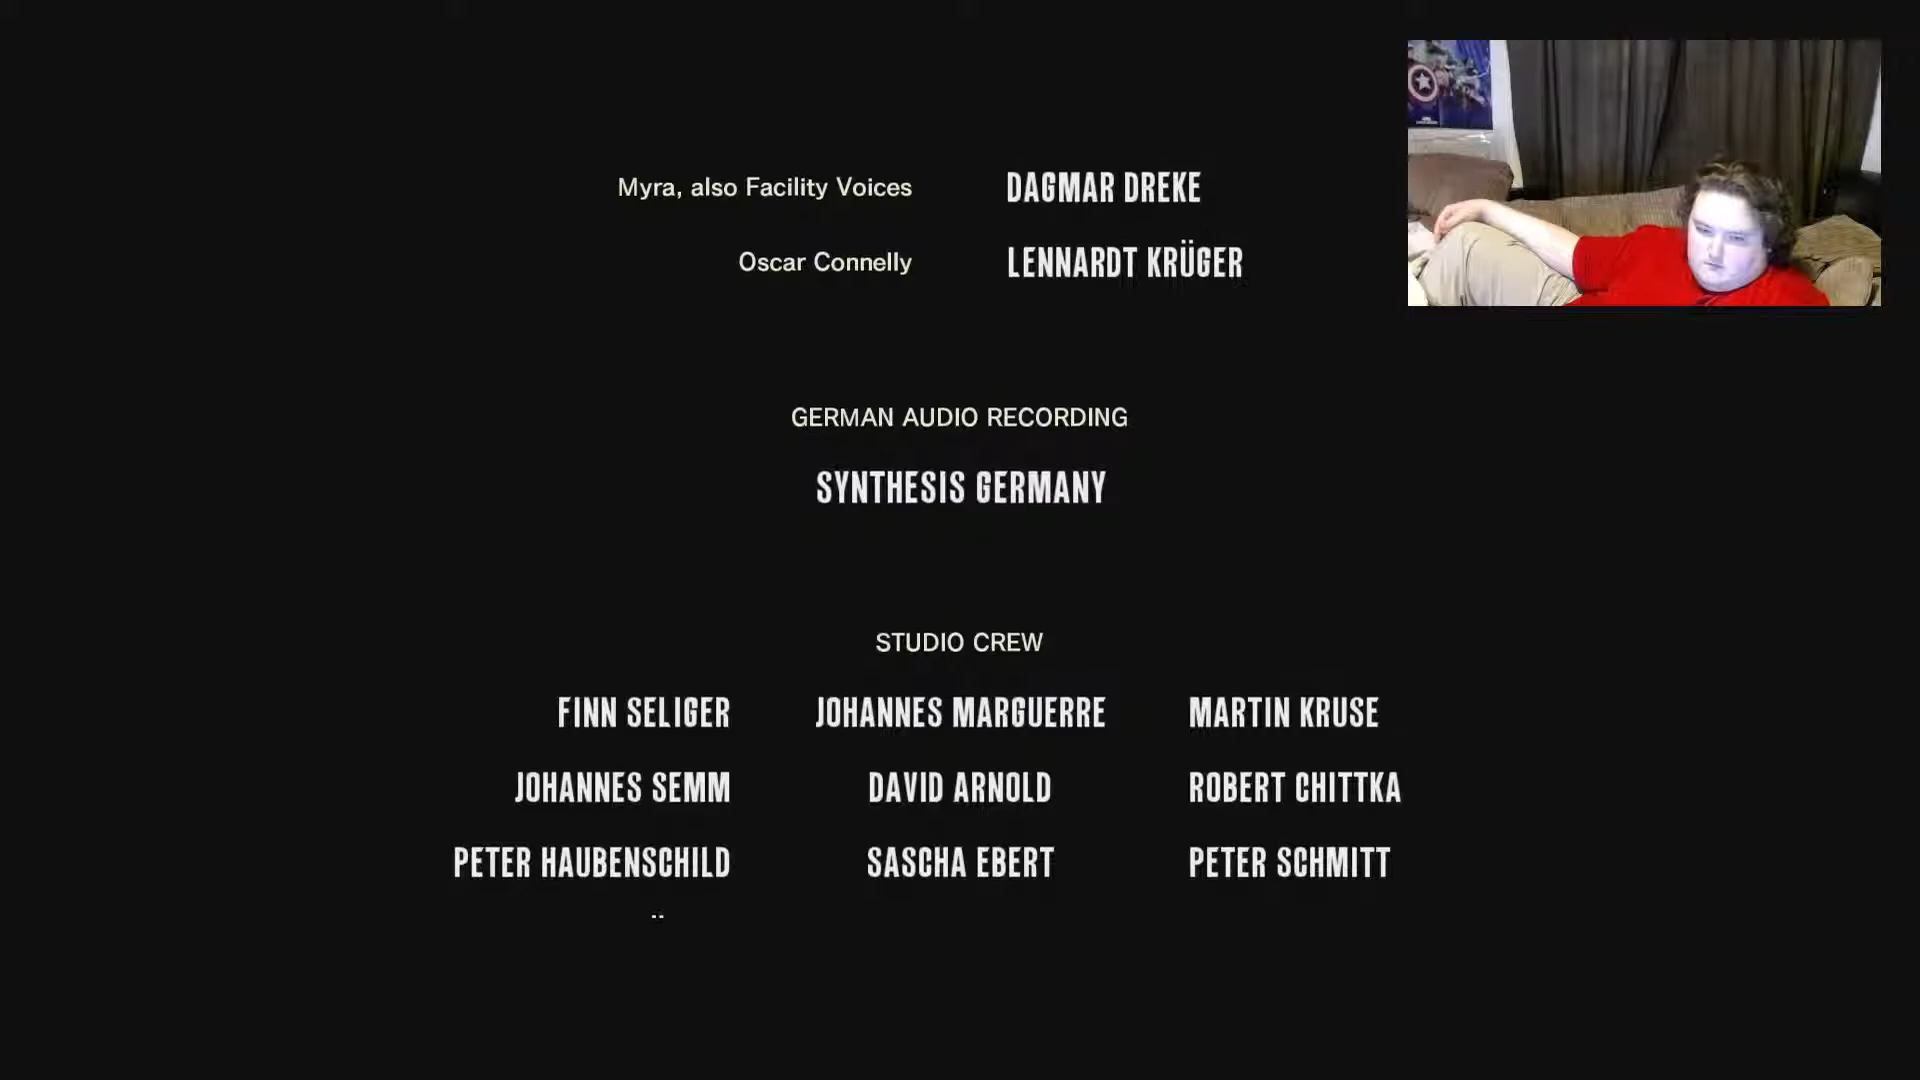 Myra, also Facility Voices DAGMAR DREKE
Oscar Connelly LENNARDT KRÜGER
GERMAN AUDIO RECORDING
SYNTHESIS GERMANY
STUDIO CREW
FINN SELIGER JOHANNES MARGUERRE MARTIN KRUSE
JOHANNES SEMM DAVID ARNOLD ROBERT CHITTKA
PETER HAUBENSCHILD SASCHA EBERT PETER SCHMITT